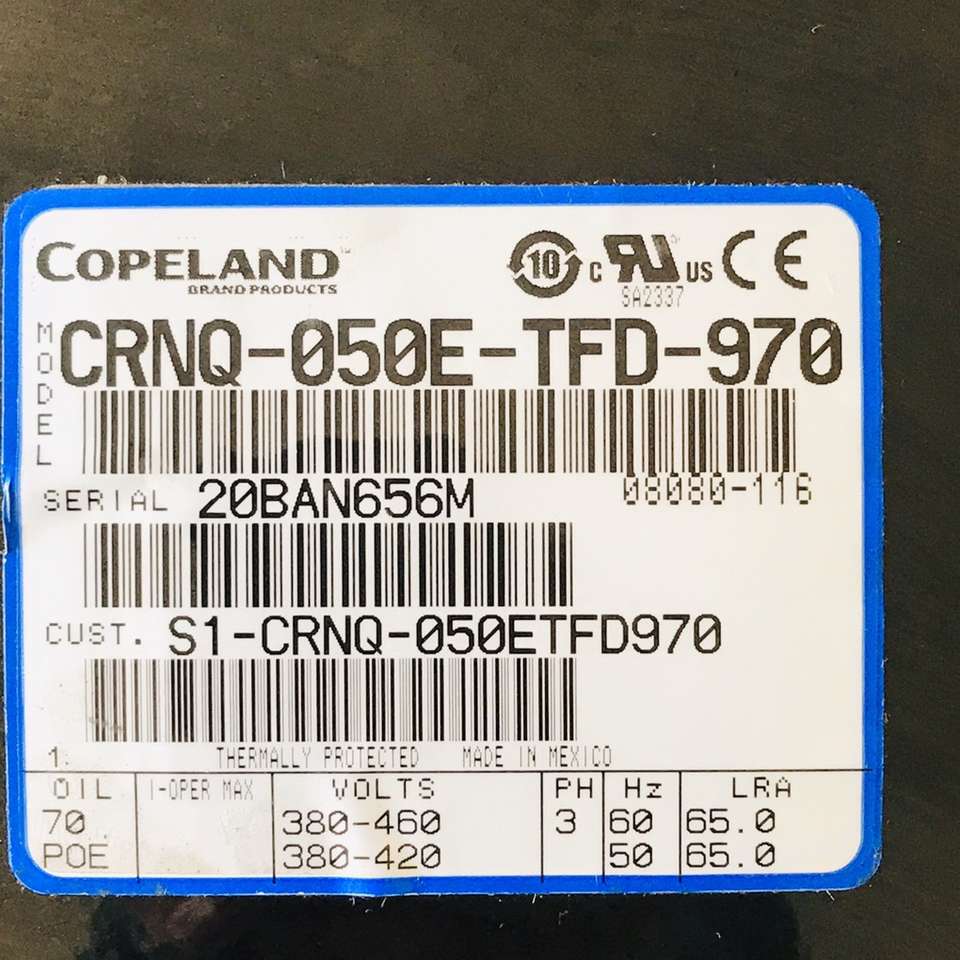 COPELAND
BRAND PRODUCTS
10 C UL US CE
SA2337
MODEL CRNQ-050E-TFD-970
SERIAL 20BAN656M 08080-116
CUST. S1-CRNQ-050ETFD970
1 THERMALLY PROTECTED MADE IN MEXICO
OIL I-OPER MAX VOLTS PH Hz LRA
70 380-460 3 60 65.0
POE 380-420 50 65.0